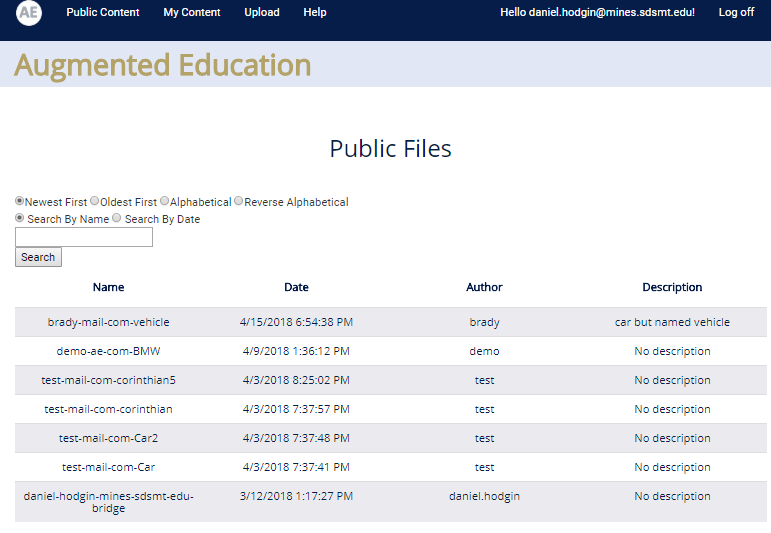 AE Public Content My Content Upload Help Hello daniel.hodgin@mines.sdsmt.edu! Log off
Augmented Education
Public Files
Newest First Oldest First Alphabetical Reverse Alphabetical
Search By Name Search By Date
Search
Name Date Author Description
brady-mail-com-vehicle 4/15/2018 6:54:38 PM brady car but named vehicle
demo-ae-com-BMW 4/9/2018 1:36:12 PM demo No description
test-mail-com-corinthian5 4/3/2018 8:25:02 PM test No description
test-mail-com-corinthian 4/3/2018 7:37:57 PM test No description
test-mail-com-Car2 4/3/2018 7:37:48 PM test No description
test-mail-com-Car 4/3/2018 7:37:41 PM test No description
daniel-hodgin-mines-sdsmt-edu- 3/12/2018 1:17:27 PM daniel.hodgin No description
bridge